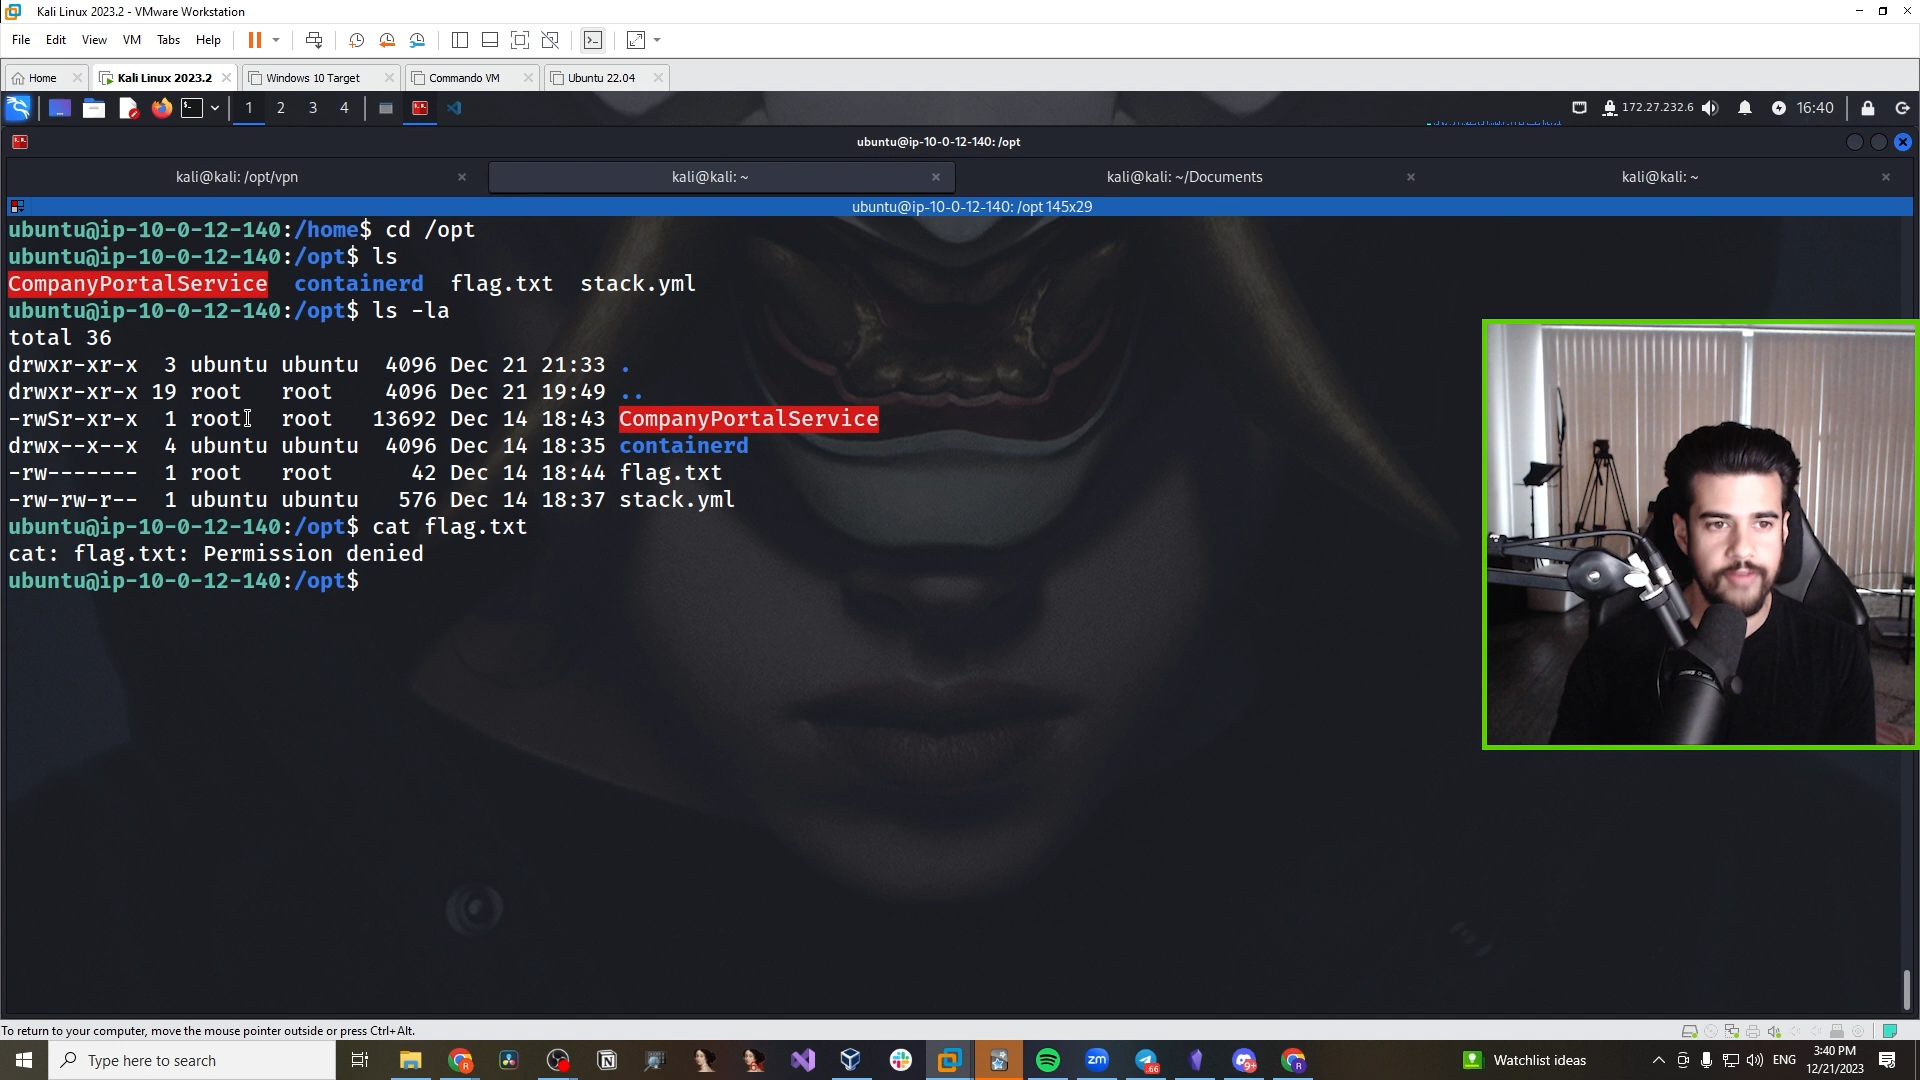 Kali Linux 2023.2 - VMware Workstation
File Edit View VM Tabs Help
Home Kali Linux 2023.2 Windows 10 Target Commando VM Ubuntu 22.04
1 2 3 4 172.27.232.6 16:40
ubuntu@ip-10-0-12-140: /opt
kali@kali: /opt/vpn kali@kali: ~ kali@kali: ~/Documents kali@kali: ~
ubuntu@ip-10-0-12-140: /opt 145x29
ubuntu@ip-10-0-12-140:/home$ cd /opt
ubuntu@ip-10-0-12-140:/opt$ ls
CompanyPortalService containerd flag.txt stack.yml
ubuntu@ip-10-0-12-140:/opt$ ls -la
total 36
drwxr-xr-x 3 ubuntu ubuntu 4096 Dec 21 21:33 .
drwxr-xr-x 19 root root 4096 Dec 21 19:49 ..
-rwSr-xr-x 1 root root 13692 Dec 14 18:43 CompanyPortalService
drwx--x--x 4 ubuntu ubuntu 4096 Dec 14 18:35 containerd
-rw------- 1 root root 42 Dec 14 18:44 flag.txt
-rw-rw-r-- 1 ubuntu ubuntu 576 Dec 14 18:37 stack.yml
ubuntu@ip-10-0-12-140:/opt$ cat flag.txt
cat: flag.txt: Permission denied
ubuntu@ip-10-0-12-140:/opt$
To return to your computer, move the mouse pointer outside or press Ctrl+Alt.
Type here to search
zm
Watchlist ideas
ENG
3:40 PM
12/21/2023